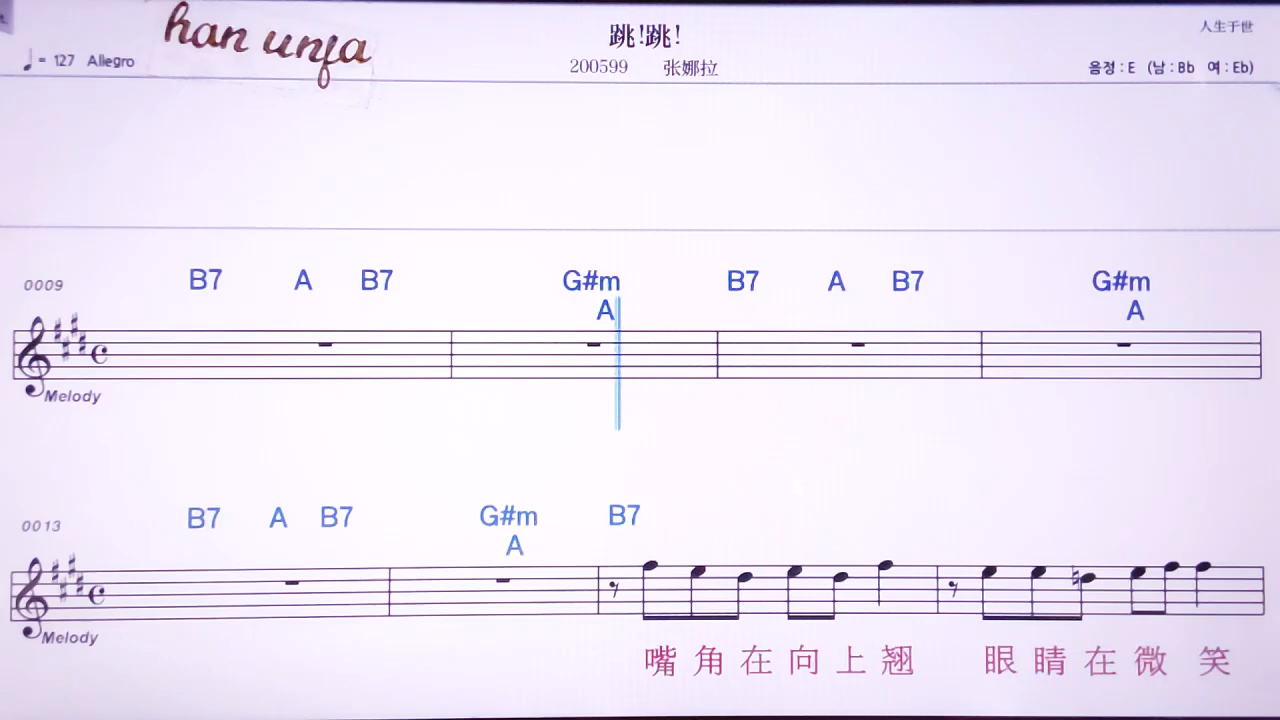 han unfa
跳!跳!
人生于世
♩= 127 Allegro
200599 张娜拉
음정 : E (남 : Bb 여 : Eb)
0009 B7 A B7 G#m B7 A B7 G#m
A A
Melody
0013 B7 A B7 G#m B7
A
Melody
嘴角在向上翘 眼睛在微笑